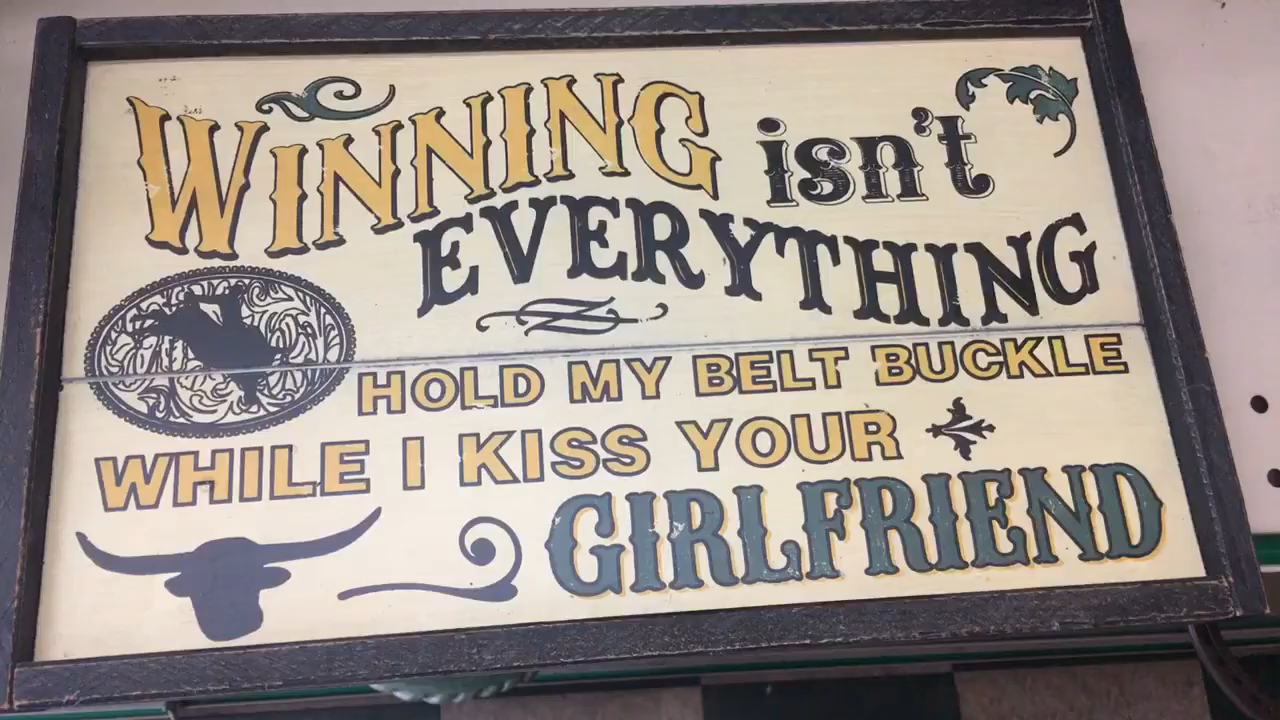 WINNING isn't
EVERYTHING
HOLD MY BELT BUCKLE
WHILE I KISS YOUR
GIRLFRIEND